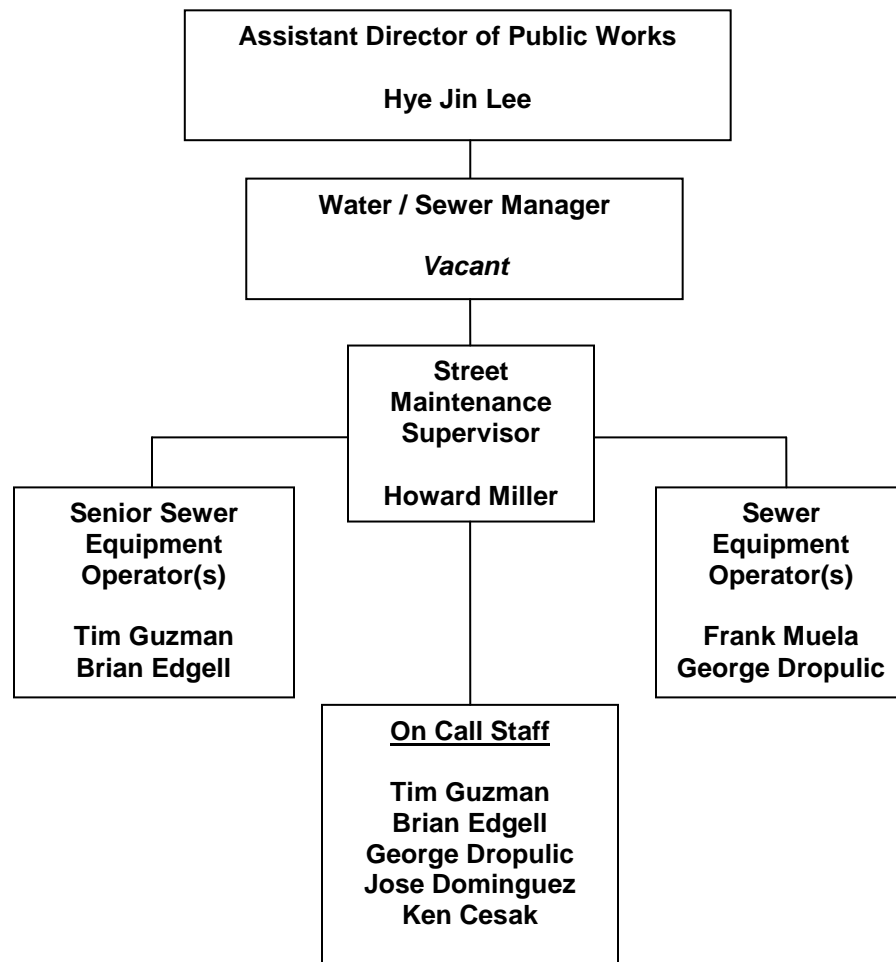 Assistant Director of Public Works
Hye Jin Lee
Water / Sewer Manager
Vacant
Street
Maintenance
Supervisor
Howard Miller
Senior Sewer
Equipment
Operator(s)
Tim Guzman
Brian Edgell
Sewer
Equipment
Operator(s)
Frank Muela
George Dropulic
On Call Staff
Tim Guzman
Brian Edgell
George Dropulic
Jose Dominguez
Ken Cesak